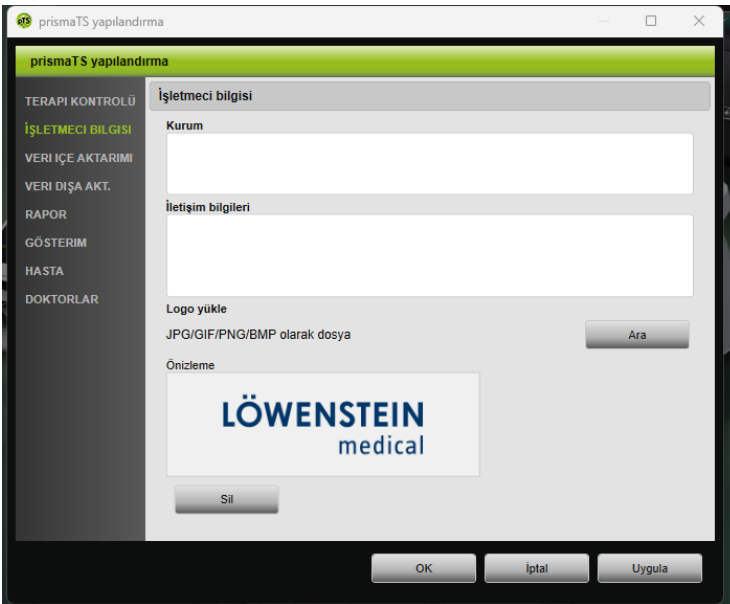 pTS prismaTS yapılandırma
prismaTS yapılandırma
TERAPI KONTROLÜ
İŞLETMECI BILGISI
VERI IÇE AKTARIMI
VERI DIŞA AKT.
RAPOR
GÖSTERIM
HASTA
DOKTORLAR
İşletmeci bilgisi
Kurum
İletişim bilgileri
Logo yükle
JPG/GIF/PNG/BMP olarak dosya
Ara
Önizleme
LÖWENSTEIN
medical
Sil
OK
İptal
Uygula